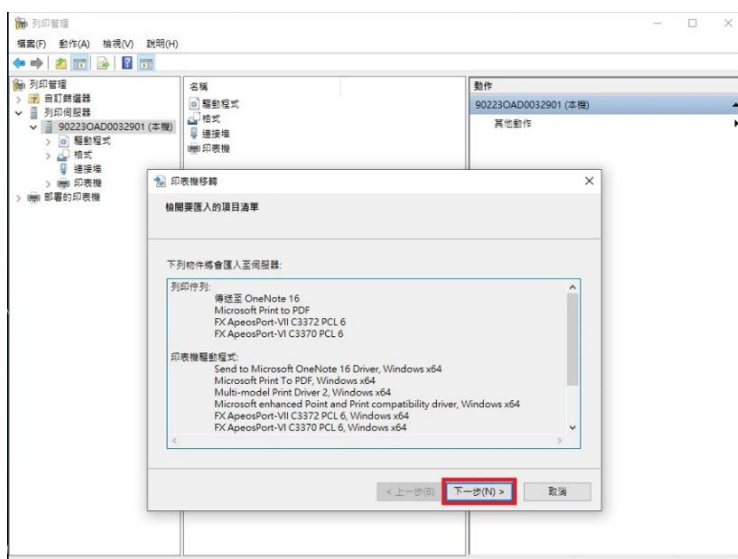 列印管理
檔案(F) 動作(A) 檢視(V) 說明(H)
列印管理
自訂篩選器
列印伺服器
90223OAD0032901 (本機)
驅動程式
格式
連接埠
印表機
部署的印表機
名稱
驅動程式
格式
連接埠
印表機
動作
90223OAD0032901 (本機)
其他動作
印表機移轉
檢閱要匯入的項目清單
下列物件將會匯入至伺服器:
列印佇列:
傳送至 OneNote 16
Microsoft Print to PDF
FX ApeosPort-VII C3372 PCL 6
FX ApeosPort-VI C3370 PCL 6
印表機驅動程式:
Send to Microsoft OneNote 16 Driver, Windows x64
Microsoft Print To PDF, Windows x64
Multi-model Print Driver 2, Windows x64
Microsoft enhanced Point and Print compatibility driver, Windows x64
FX ApeosPort-VII C3372 PCL 6, Windows x64
FX ApeosPort-VI C3370 PCL 6, Windows x64
< 上一步(B) 下一步(N) > 取消